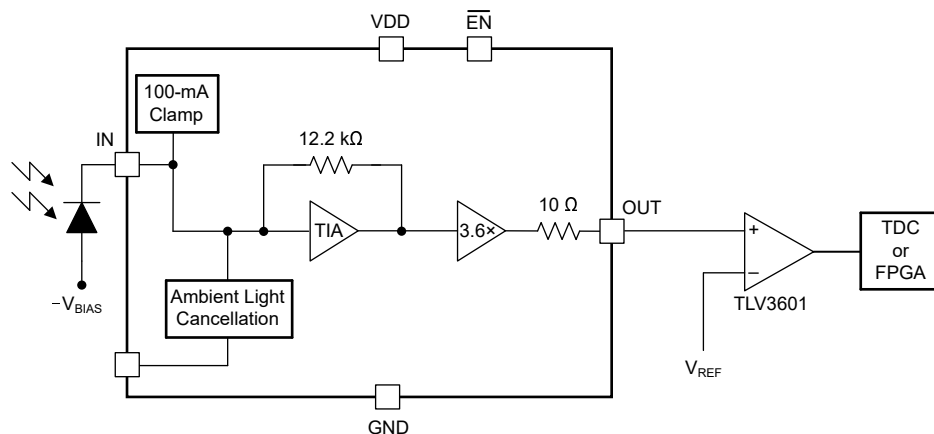 VDD
EN
100-mA
Clamp
IN
12.2 kΩ
TIA
3.6×
10 Ω
OUT
+
−
TLV3601
TDC
or
FPGA
Ambient Light
Cancellation
−VBIAS
VREF
GND